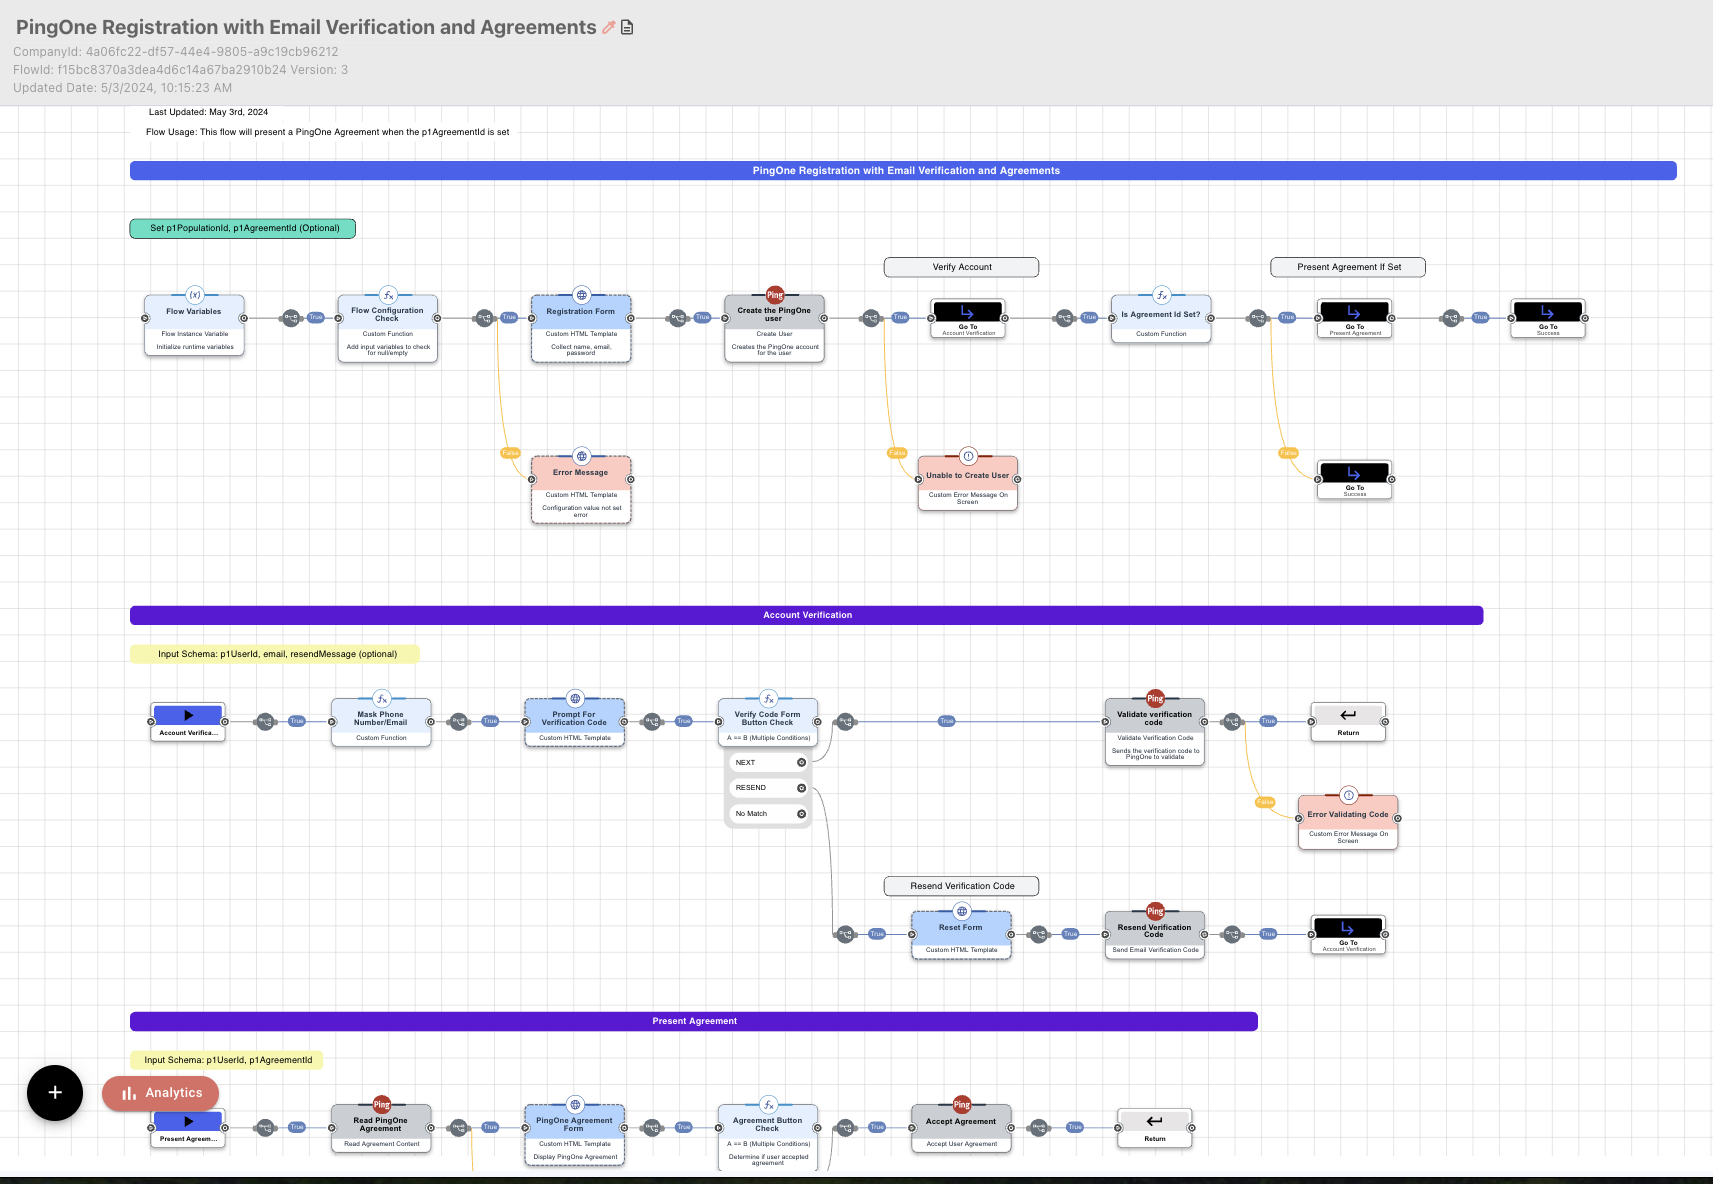 PingOne Registration with Email Verification and Agreements
CompanyId: 4a06fc22-df57-44e4-9805-a9c19cb96212
FlowId: f15bc8370a3dea4d6c14a67ba2910b24 Version: 3
Updated Date: 5/3/2024, 10:15:23 AM
Last Updated: May 3rd, 2024
Flow Usage: This flow will present a PingOne Agreement when the p1AgreementId is set
PingOne Registration with Email Verification and Agreements
Set p1PopulationId, p1AgreementId (Optional)
Verify Account
Present Agreement If Set
{x}
Flow Variables
Flow Instance Variable
Initialize runtime variables
True
fx
Flow Configuration
Check
Custom Function
Add input variables to check
for null/empty
True
Registration Form
Custom HTML Template
Collect name, email,
password
True
Ping
Create the PingOne
user
Create User
Creates the PingOne account
for the user
True
Go To
Account Verification
True
fx
Is Agreement Id Set?
Custom Function
True
Go To
Present Agreement
True
Go To
Success
False
Error Message
Custom HTML Template
Configuration value not set
error
False
Unable to Create User
Custom Error Message On
Screen
False
Go To
Success
Account Verification
Input Schema: p1UserId, email, resendMessage (optional)
Account Verifica...
True
fx
Mask Phone
Number/Email
Custom Function
True
Prompt For
Verification Code
Custom HTML Template
True
fx
Verify Code Form
Button Check
A == B (Multiple Conditions)
NEXT
RESEND
No Match
True
Ping
Validate verification
code
Validate Verification Code
Sends the verification code to
PingOne to validate
True
Return
False
Error Validating Code
Custom Error Message On
Screen
Resend Verification Code
True
Reset Form
Custom HTML Template
True
Ping
Resend Verification
Code
Send Email Verification Code
True
Go To
Account Verification
Present Agreement
Input Schema: p1UserId, p1AgreementId
+
Analytics
Present Agreem...
True
Ping
Read PingOne
Agreement
Read Agreement Content
True
PingOne Agreement
Form
Custom HTML Template
Display PingOne Agreement
True
fx
Agreement Button
Check
A == B (Multiple Conditions)
Determine if user accepted
agreement
True
Ping
Accept Agreement
Accept User Agreement
True
Return